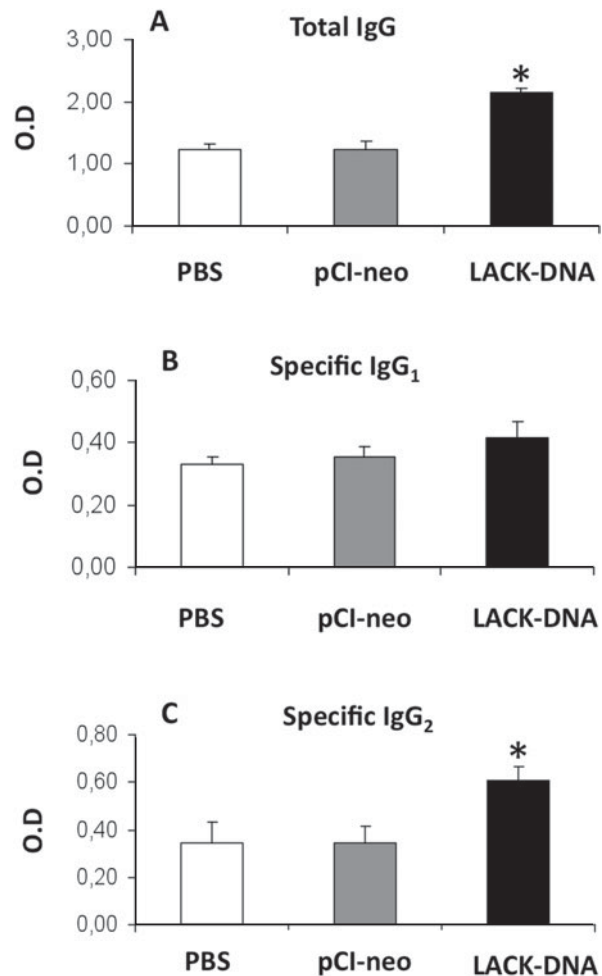 A
Total IgG
3,00
2,00
1,00
0,00
O.D
*
PBS pCI-neo LACK-DNA
B
Specific IgG₁
0,60
0,40
0,20
0,00
O.D
PBS pCI-neo LACK-DNA
C
Specific IgG₂
0,80
0,60
0,40
0,20
0,00
O.D
*
PBS pCI-neo LACK-DNA